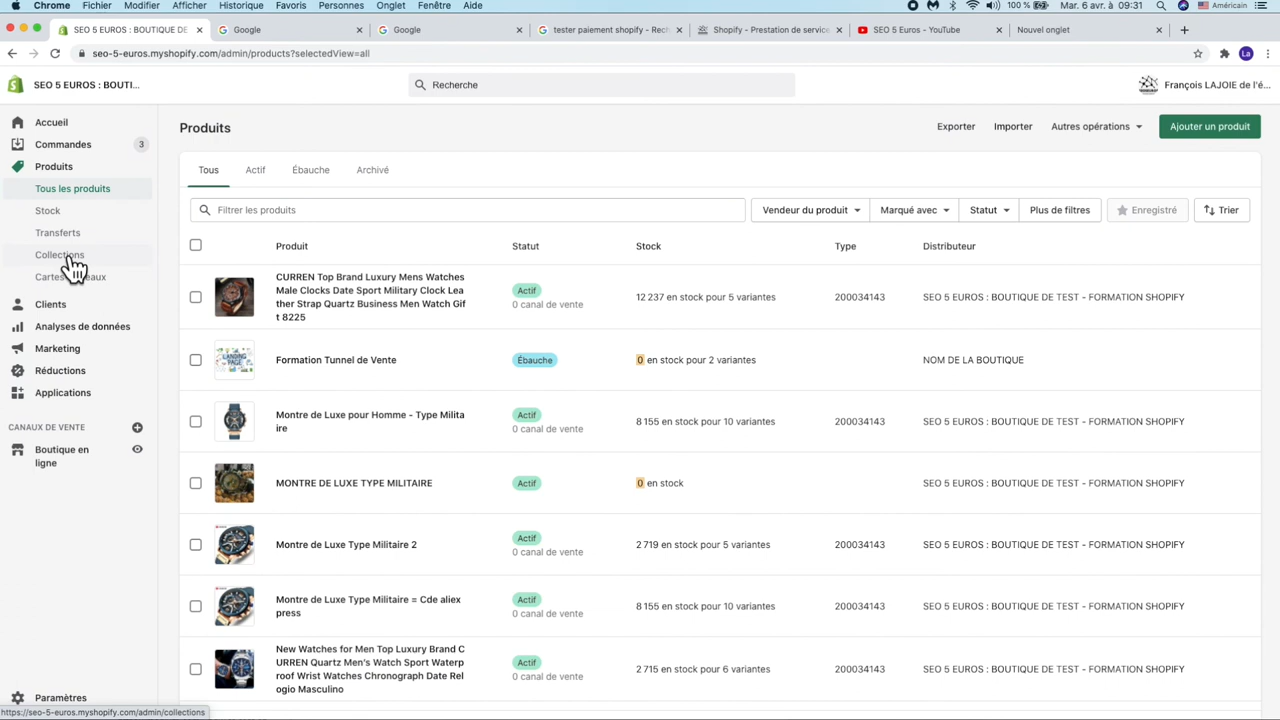 Chrome Fichier Modifier Afficher Historique Favoris Personnes Onglet Fenêtre Aide 100 % Mar. 6 avr. à 09:31 Américain
SEO 5 EUROS : BOUTIQUE DE Google Google tester paiement shopify - Rech Shopify - Prestation de service SEO 5 Euros - YouTube Nouvel onglet
seo-5-euros.myshopify.com/admin/products?selectedView=all La
SEO 5 EUROS : BOUTI... Recherche François LAJOIE de l'é...
Accueil
Commandes 3
Produits
Tous les produits
Stock
Transferts
Collections
Clients
Analyses de données
Marketing
Réductions
Applications
CANAUX DE VENTE
Boutique en
ligne
Paramètres
https://seo-5-euros.myshopify.com/admin/collections
Produits Exporter Importer Autres opérations Ajouter un produit
Tous Actif Ébauche Archivé
Filtrer les produits Vendeur du produit Marqué avec Statut Plus de filtres Enregistré Trier
Produit Statut Stock Type Distributeur
CURREN Top Brand Luxury Mens Watches
Male Clocks Date Sport Military Clock Lea
ther Strap Quartz Business Men Watch Gif
t 8225
Actif
0 canal de vente
12 237 en stock pour 5 variantes 200034143 SEO 5 EUROS : BOUTIQUE DE TEST - FORMATION SHOPIFY
LANDING
PAGE
Formation Tunnel de Vente Ébauche 0 en stock pour 2 variantes NOM DE LA BOUTIQUE
Montre de Luxe pour Homme - Type Milita
ire
Actif
0 canal de vente
8 155 en stock pour 10 variantes 200034143 SEO 5 EUROS : BOUTIQUE DE TEST - FORMATION SHOPIFY
MONTRE DE LUXE TYPE MILITAIRE Actif 0 en stock SEO 5 EUROS : BOUTIQUE DE TEST - FORMATION SHOPIFY
Montre de Luxe Type Militaire 2 Actif
0 canal de vente
2 719 en stock pour 5 variantes 200034143 SEO 5 EUROS : BOUTIQUE DE TEST - FORMATION SHOPIFY
Montre de Luxe Type Militaire = Cde aliex
press
Actif
0 canal de vente
8 155 en stock pour 10 variantes 200034143 SEO 5 EUROS : BOUTIQUE DE TEST - FORMATION SHOPIFY
New Watches for Men Top Luxury Brand C
URREN Quartz Men's Watch Sport Waterp
roof Wrist Watches Chronograph Date Rel
ogio Masculino
Actif
0 canal de vente
2 715 en stock pour 6 variantes 200034143 SEO 5 EUROS : BOUTIQUE DE TEST - FORMATION SHOPIFY